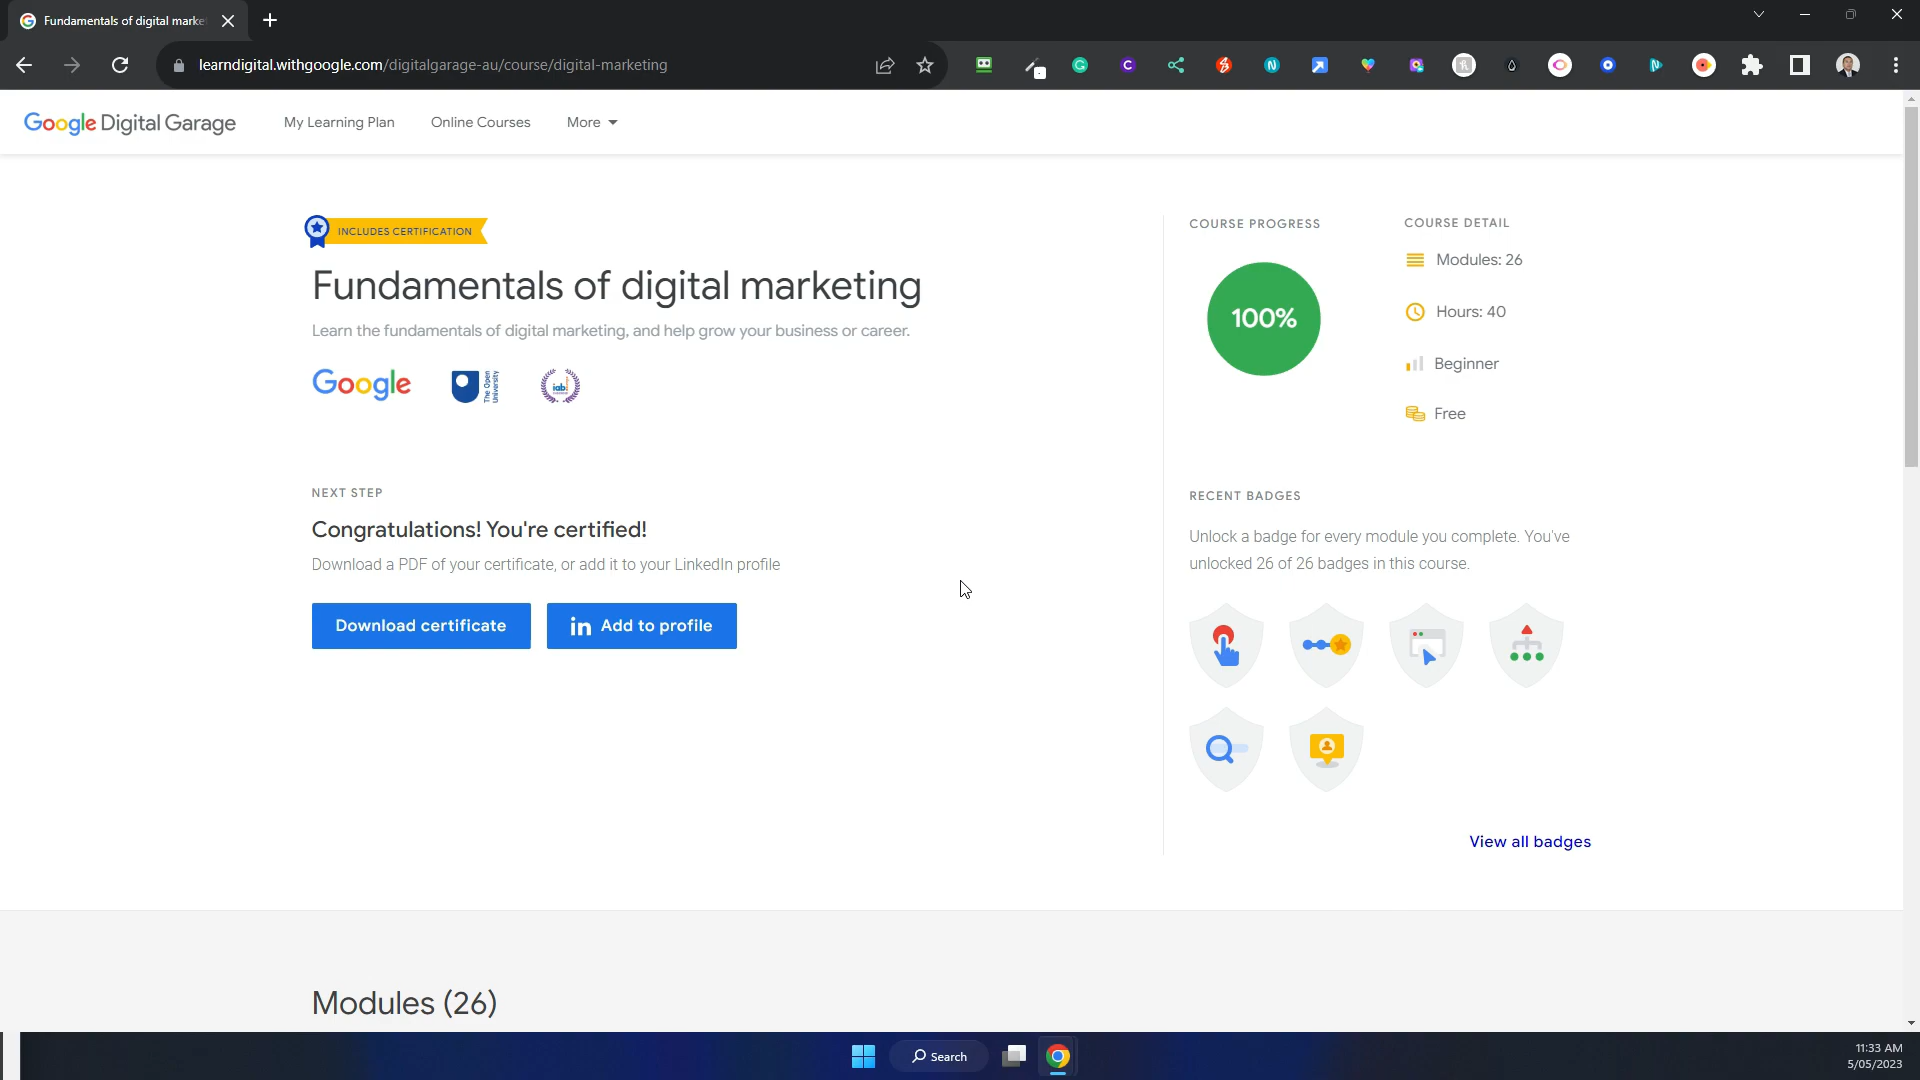 Fundamentals of digital marke
learndigital.withgoogle.com/digitalgarage-au/course/digital-marketing
Google Digital Garage
My Learning Plan
Online Courses
More
INCLUDES CERTIFICATION
Fundamentals of digital marketing
Learn the fundamentals of digital marketing, and help grow your business or career.
Google
The Open University
iab
NEXT STEP
Congratulations! You're certified!
Download a PDF of your certificate, or add it to your LinkedIn profile
Download certificate
in Add to profile
COURSE PROGRESS
100%
COURSE DETAIL
Modules: 26
Hours: 40
Beginner
Free
RECENT BADGES
Unlock a badge for every module you complete. You've
unlocked 26 of 26 badges in this course.
View all badges
Modules (26)
Search
11:33 AM
5/05/2023